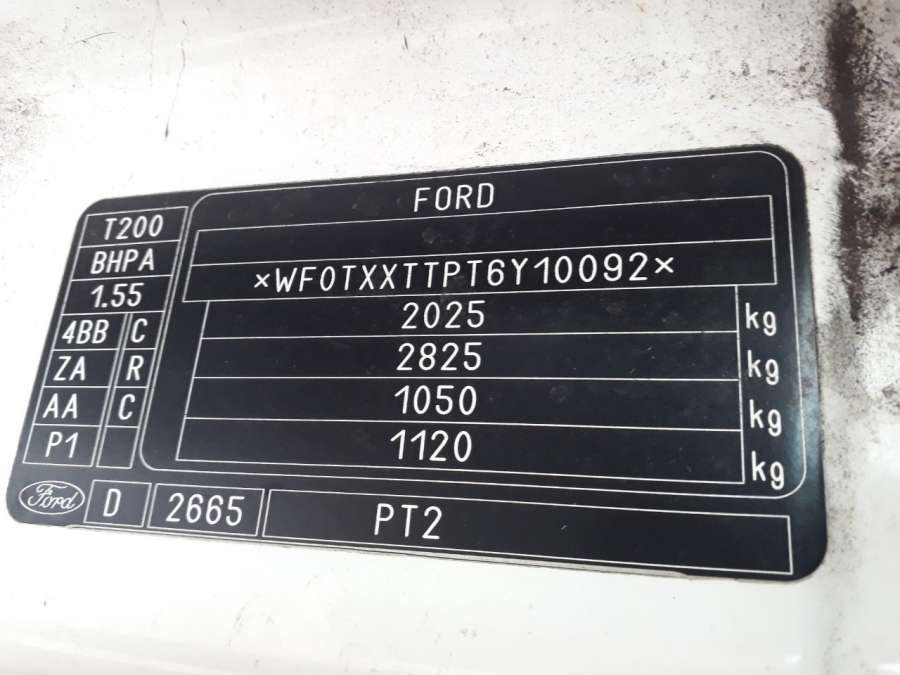 FORD
T200
BHPA
*WF0TXXTTPT6Y10092*
1.55
2025 kg
4BB C
2825 kg
ZA R
1050 kg
AA C
1120 kg
P1
Ford D 2665 PT2